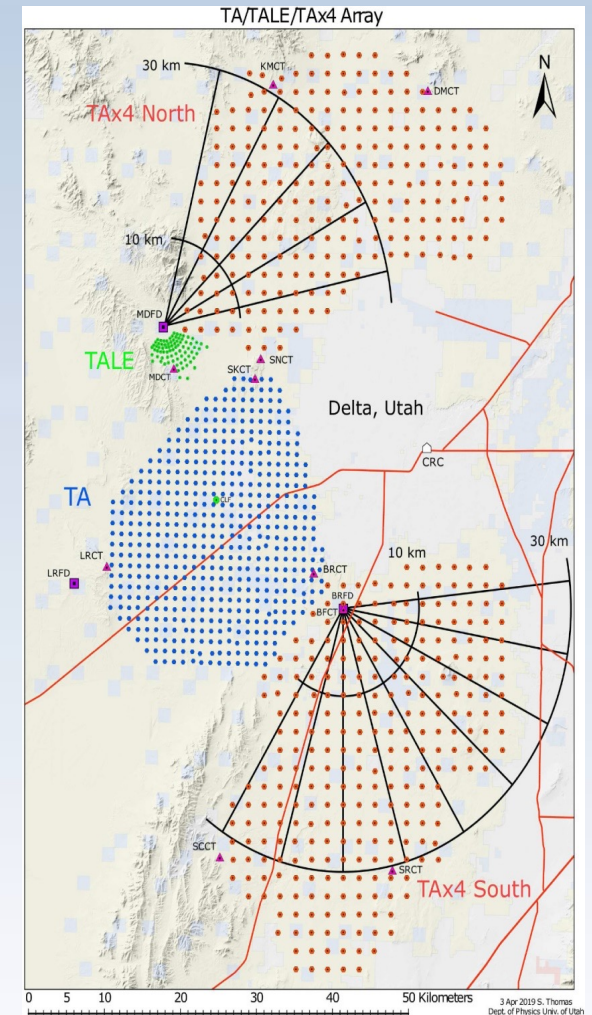 TA/TALE/TAx4 Array
30 km
KMCT
N
DMCT
TAx4 North
10 km
MDFD
TALE
SNCT
MDCT
SKCT
Delta, Utah
CRC
TA
CLF
LRCT
10 km
30 km
BRCT
LRFD
BRFD
BFCT
SCCT
SRCT
TAx4 South
0 5 10 20 30 40 50 Kilometers
3 Apr 2019 S. Thomas
Dept. of Physics Univ. of Utah